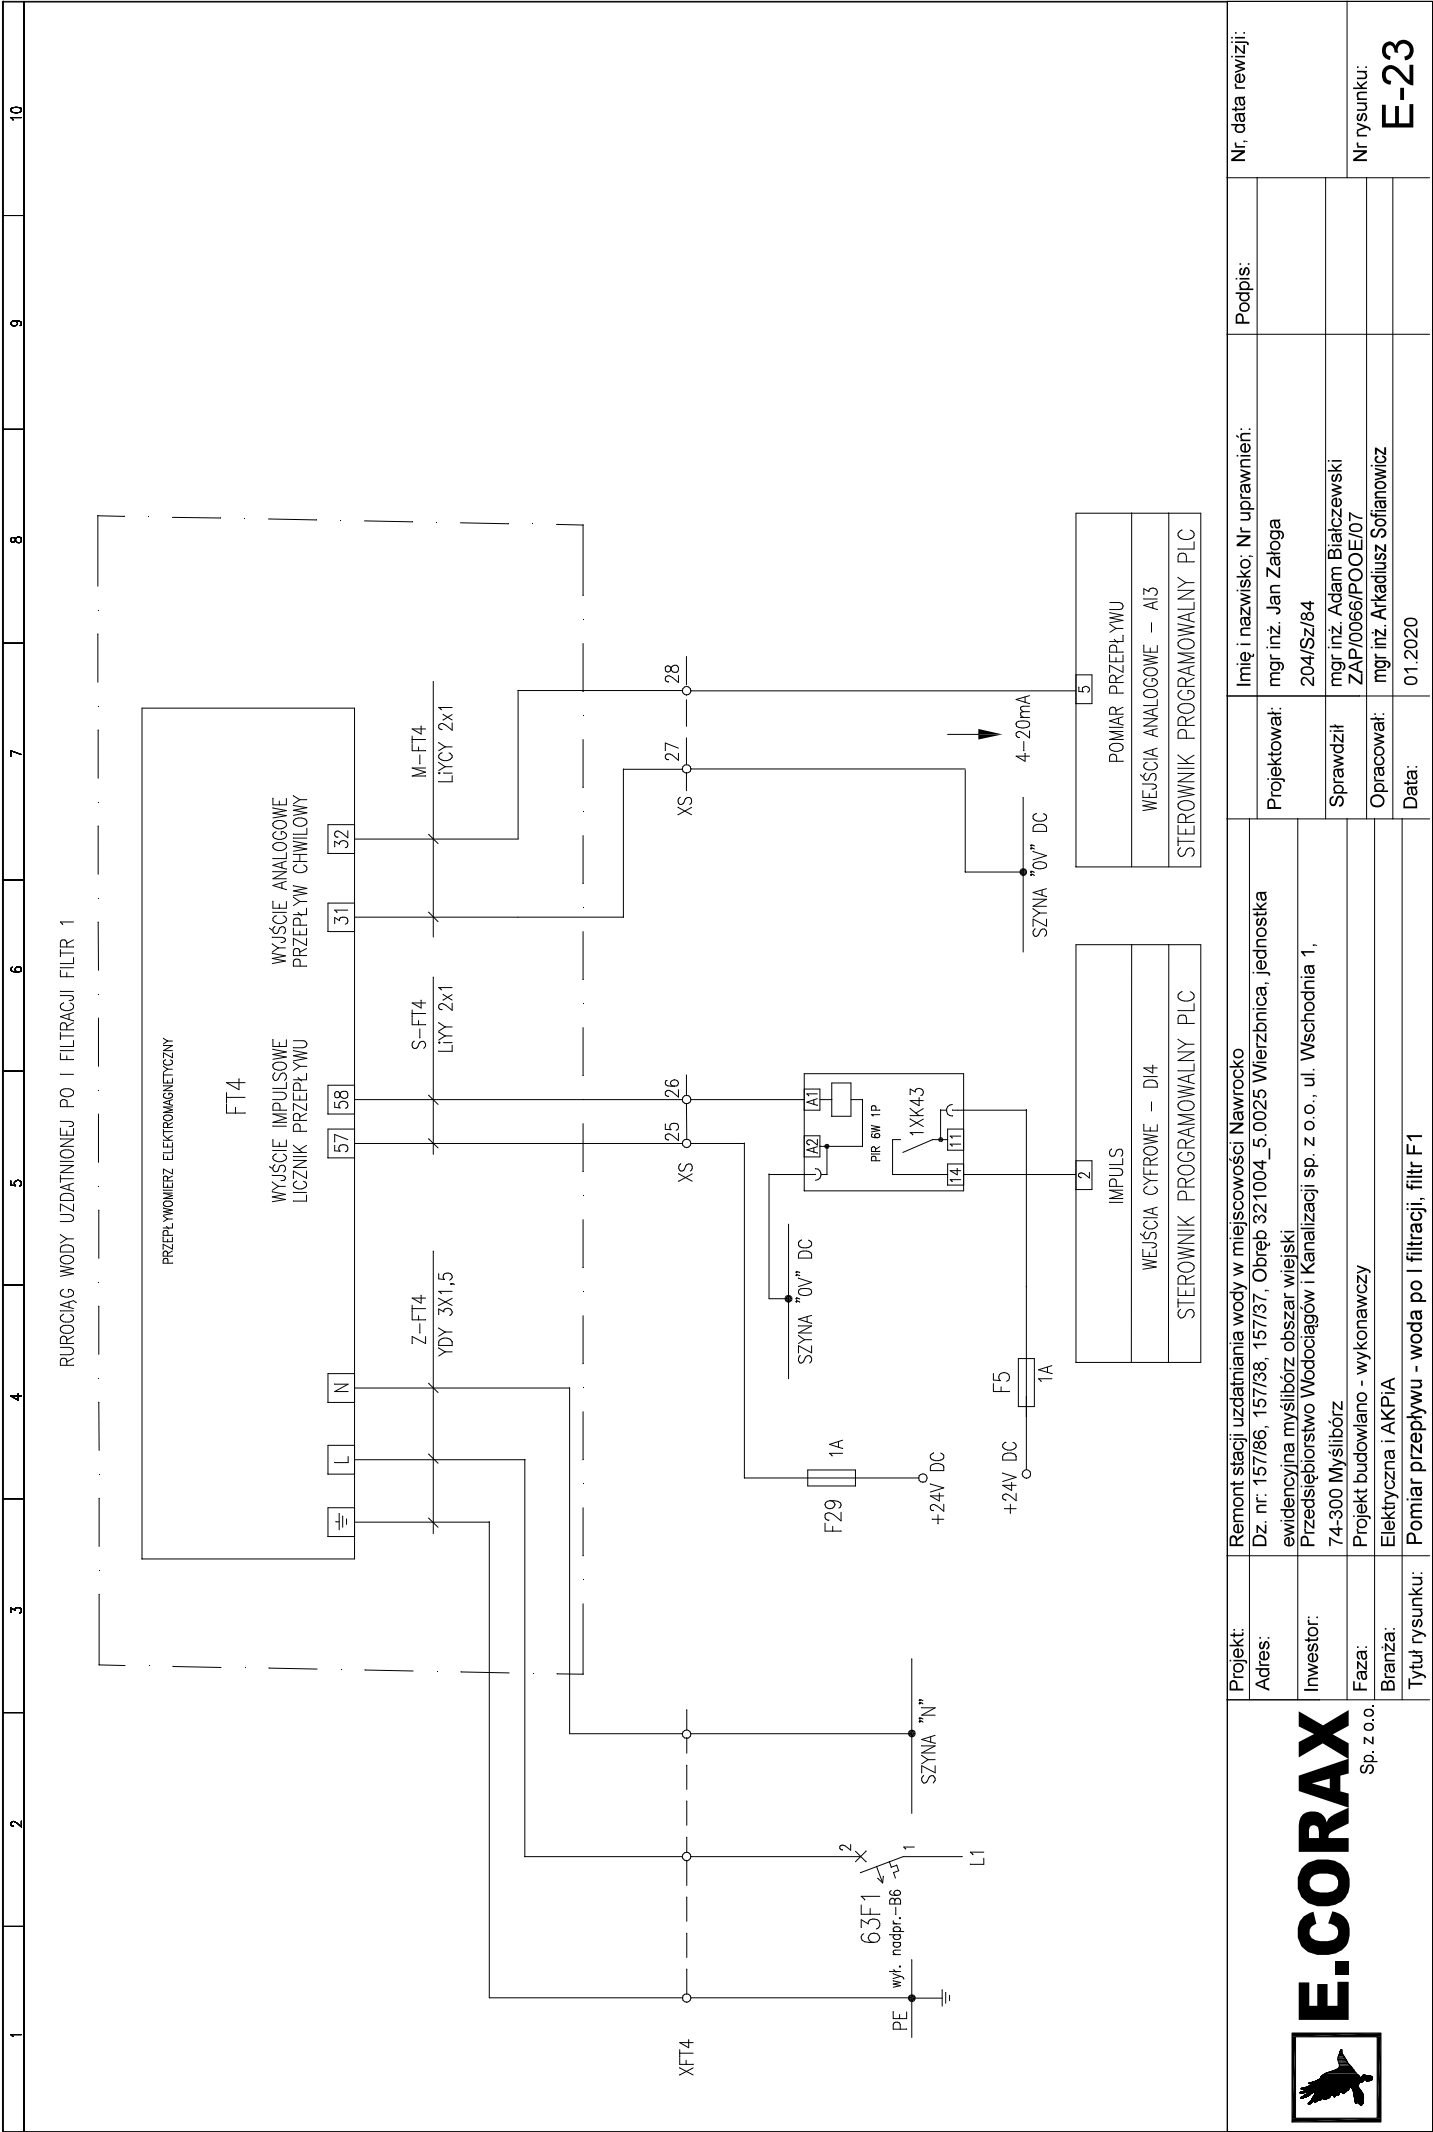 1 2 3 4 5 6 7 8 9 10
RUROCIĄG WODY UZDATNIONEJ PO I FILTRACJI FILTR 1
PRZEPŁYWOMIERZ ELEKTROMAGNETYCZNY
FT4
WYJŚCIE IMPULSOWE
LICZNIK PRZEPŁYWU
WYJŚCIE ANALOGOWE
PRZEPŁYW CHWILOWY
L N 57 58 31 32
Z-FT4
YDY 3X1,5
S-FT4
LiYY 2x1
M-FT4
LiYCY 2x1
XFT4
XS 25 26
XS 27 28
63F1
wył. nadpr.-B6
2
1
L1
PE
SZYNA "N"
F29
1A
+24V DC
SZYNA "0V" DC
A2 A1
PIR 6W 1P
1XK43
14 11
F5
1A
+24V DC
SZYNA "0V" DC
4-20mA
2
IMPULS
WEJŚCIA CYFROWE - DI4
STEROWNIK PROGRAMOWALNY PLC
5
POMIAR PRZEPŁYWU
WEJŚCIA ANALOGOWE - AI3
STEROWNIK PROGRAMOWALNY PLC
E.CORAX
Sp. z o.o.
Projekt: Remont stacji uzdatniania wody w miejscowości Nawrocko
Adres: Dz. nr: 157/86, 157/38, 157/37, Obręb 321004_5.0025 Wierzbnica, jednostka
ewidencyjna myślibórz obszar wiejski
Inwestor: Przedsiębiorstwo Wodociągów i Kanalizacji sp. z o.o., ul. Wschodnia 1,
74-300 Myślibórz
Faza: Projekt budowlano - wykonawczy
Branża: Elektryczna i AKPiA
Tytuł rysunku: Pomiar przepływu - woda po I filtracji, filtr F1
Imię i nazwisko; Nr uprawnień: Podpis:
Projektował: mgr inż. Jan Załoga
204/Sz/84
Sprawdził mgr inż. Adam Białczewski
ZAP/0066/POOE/07
Opracował: mgr inż. Arkadiusz Sofianowicz
Data: 01.2020
Nr, data rewizji:
Nr rysunku:
E-23